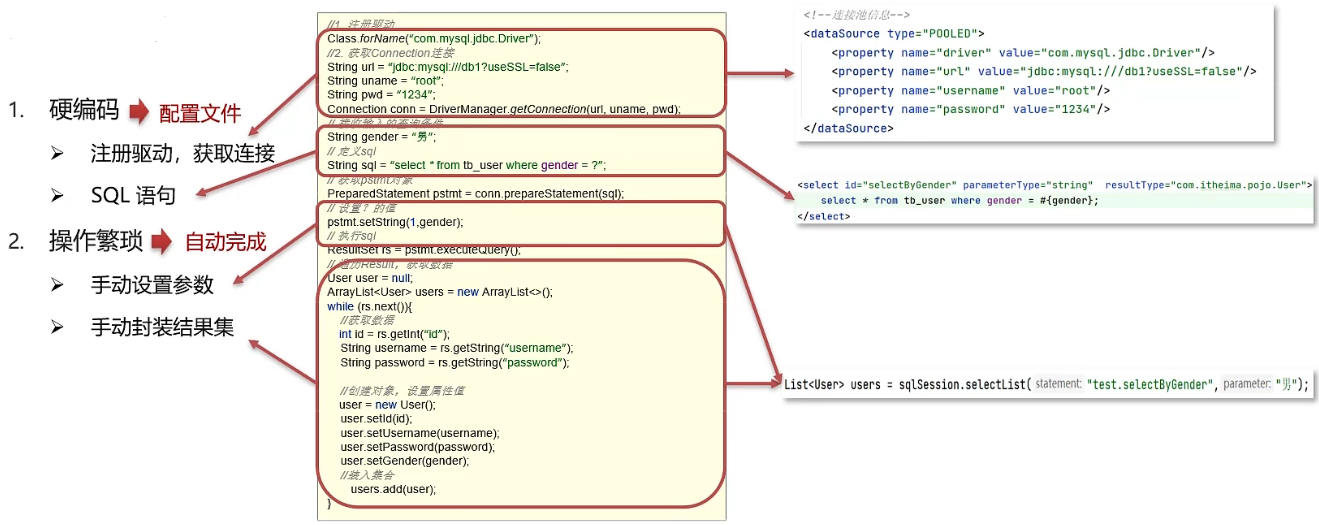 1. 硬编码 配置文件
➢ 注册驱动，获取连接
➢ SQL 语句
2. 操作繁琐 自动完成
➢ 手动设置参数
➢ 手动封装结果集
//1. 注册驱动
Class.forName("com.mysql.jdbc.Driver");
//2. 获取Connection连接
String url = "jdbc:mysql:///db1?useSSL=false";
String uname = "root";
String pwd = "1234";
Connection conn = DriverManager.getConnection(url, uname, pwd);
// 接收输入的查询条件
String gender = "男";
// 定义sql
String sql = "select * from tb_user where gender = ?";
// 获取pstmt对象
PreparedStatement pstmt = conn.prepareStatement(sql);
// 设置？的值
pstmt.setString(1,gender);
// 执行sql
ResultSet rs = pstmt.executeQuery();
// 遍历Result，获取数据
User user = null;
ArrayList<User> users = new ArrayList<>();
while (rs.next()){
//获取数据
int id = rs.getInt("id");
String username = rs.getString("username");
String password = rs.getString("password");
//创建对象，设置属性值
user = new User();
user.setId(id);
user.setUsername(username);
user.setPassword(password);
user.setGender(gender);
//装入集合
users.add(user);
}
<!--连接池信息-->
<dataSource type="POOLED">
<property name="driver" value="com.mysql.jdbc.Driver"/>
<property name="url" value="jdbc:mysql:///db1?useSSL=false"/>
<property name="username" value="root"/>
<property name="password" value="1234"/>
</dataSource>
<select id="selectByGender" parameterType="string" resultType="com.itheima.pojo.User">
select * from tb_user where gender = #{gender};
</select>
List<User> users = sqlSession.selectList( statement: "test.selectByGender", parameter: "男");